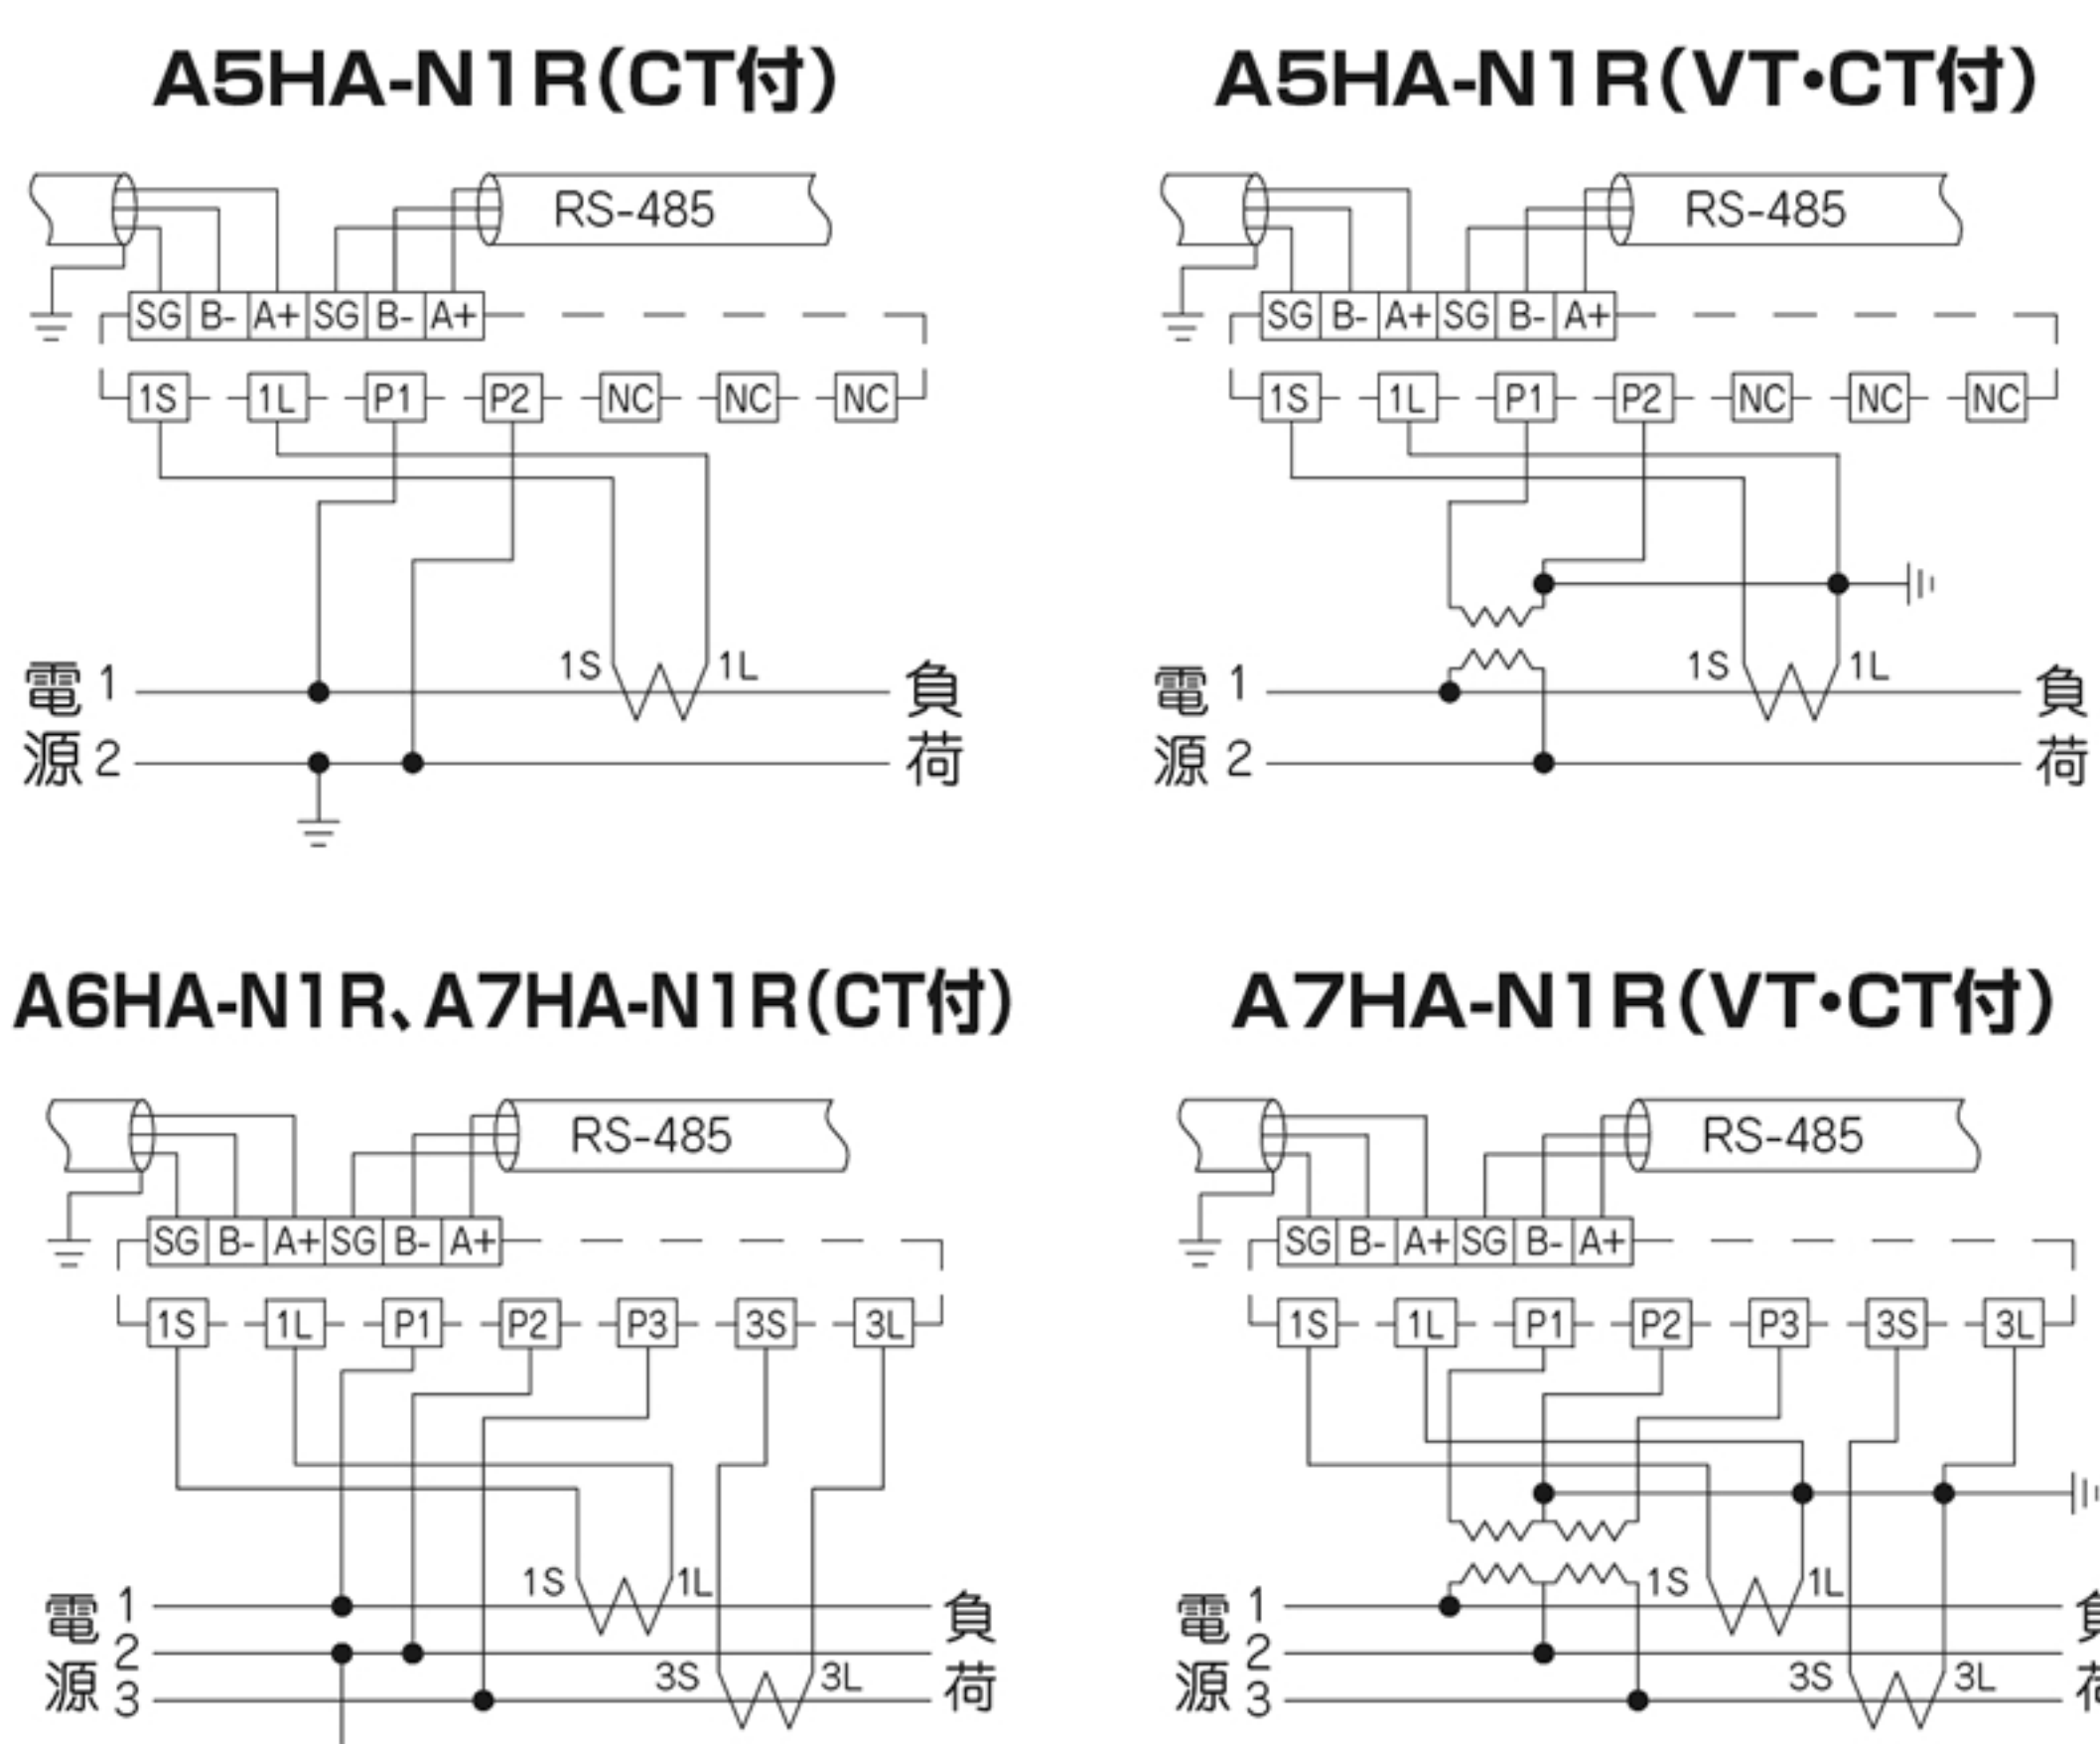 A5HA-N1R(CT付)
RS-485
SG B- A+ SG B- A+
1S 1L P1 P2 NC NC NC
1S 1L
電源 1 2
負荷
A5HA-N1R(VT・CT付)
RS-485
SG B- A+ SG B- A+
1S 1L P1 P2 NC NC NC
1S 1L
電源 1 2
負荷
A6HA-N1R、A7HA-N1R(CT付)
RS-485
SG B- A+ SG B- A+
1S 1L P1 P2 P3 3S 3L
1S 1L
3S 3L
電源 1 2 3
負荷
A7HA-N1R(VT・CT付)
RS-485
SG B- A+ SG B- A+
1S 1L P1 P2 P3 3S 3L
1S 1L
3S 3L
電源 1 2 3